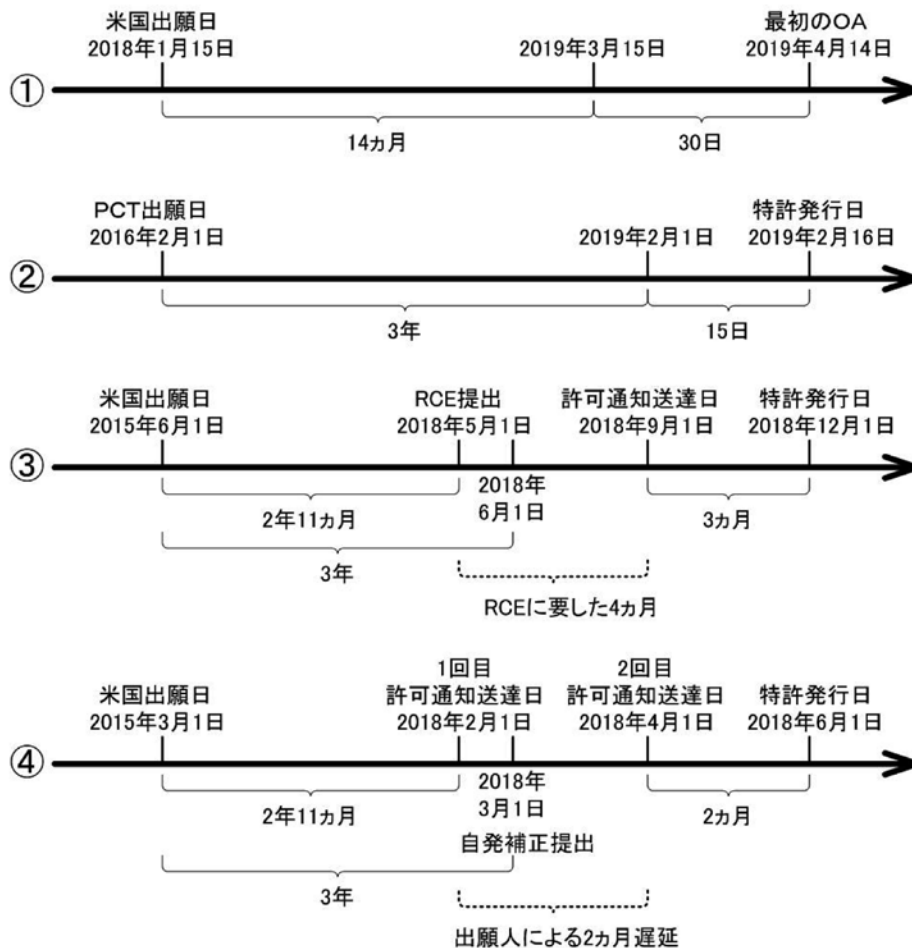 ①
米国出願日
2018年1月15日
2019年3月15日
最初のOA
2019年4月14日
14ヵ月
30日
②
PCT出願日
2016年2月1日
2019年2月1日
特許発行日
2019年2月16日
3年
15日
③
米国出願日
2015年6月1日
RCE提出
2018年5月1日
許可通知送達日
2018年9月1日
特許発行日
2018年12月1日
2018年
6月1日
2年11ヵ月
3ヵ月
3年
RCEに要した4ヵ月
④
米国出願日
2015年3月1日
1回目
許可通知送達日
2018年2月1日
2回目
許可通知送達日
2018年4月1日
特許発行日
2018年6月1日
2018年
3月1日
自発補正提出
2年11ヵ月
2ヵ月
3年
出願人による2ヵ月遅延